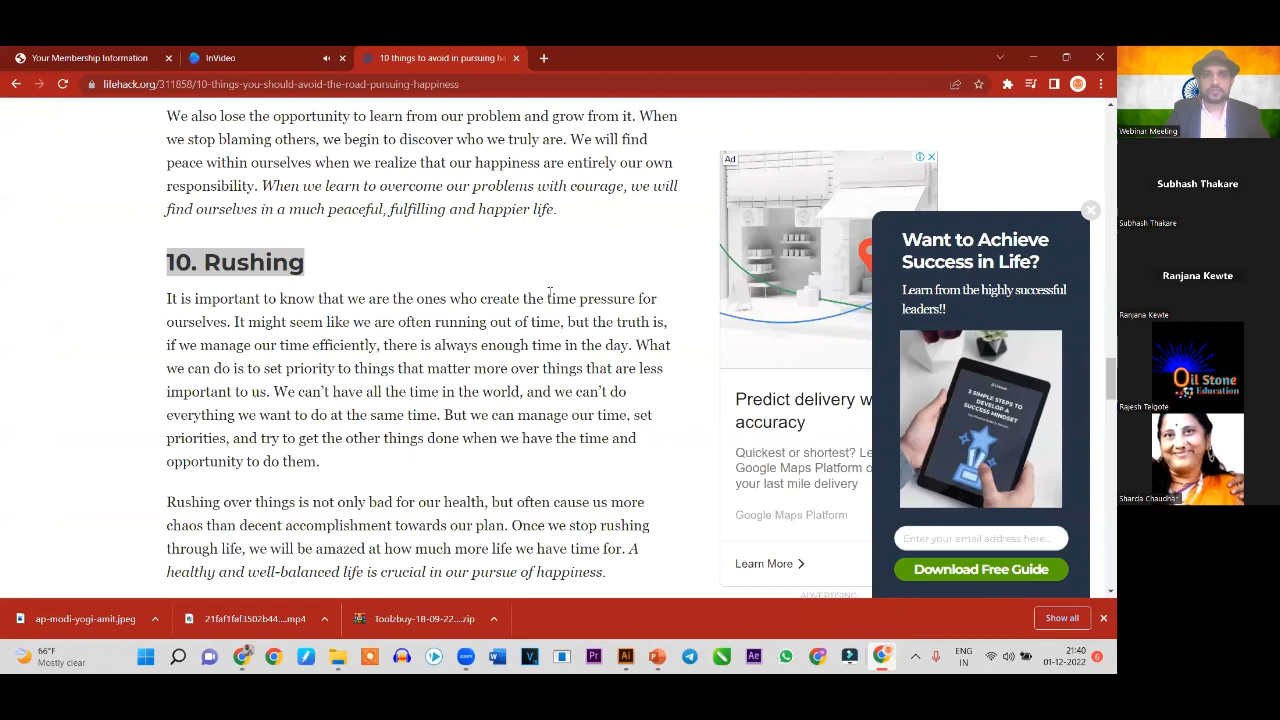 Your Membership Information
InVideo
10 things to avoid in pursuing ha
lifehack.org/311858/10-things-you-should-avoid-the-road-pursuing-happiness
We also lose the opportunity to learn from our problem and grow from it. When
we stop blaming others, we begin to discover who we truly are. We will find
peace within ourselves when we realize that our happiness are entirely our own
responsibility. When we learn to overcome our problems with courage, we will
find ourselves in a much peaceful, fulfilling and happier life.
10. Rushing
It is important to know that we are the ones who create the time pressure for
ourselves. It might seem like we are often running out of time, but the truth is,
if we manage our time efficiently, there is always enough time in the day. What
we can do is to set priority to things that matter more over things that are less
important to us. We can't have all the time in the world, and we can't do
everything we want to do at the same time. But we can manage our time, set
priorities, and try to get the other things done when we have the time and
opportunity to do them.
Rushing over things is not only bad for our health, but often cause us more
chaos than decent accomplishment towards our plan. Once we stop rushing
through life, we will be amazed at how much more life we have time for. A
healthy and well-balanced life is crucial in our pursue of happiness.
Ad
Predict delivery w
accuracy
Quickest or shortest? Le
Google Maps Platform o
your last mile delivery
Google Maps Platform
Learn More
ADVERTISING
Want to Achieve
Success in Life?
Learn from the highly successful
leaders!!
3 SIMPLE STEPS TO
DEVELOP A
SUCCESS MINDSET
Enter your email address here...
Download Free Guide
Webinar Meeting
Subhash Thakare
Subhash Thakare
Ranjana Kewte
Ranjana Kewte
Oil Stone
Education
Rajesh Telgote
Sharda Chaudhar
ap-modi-yogi-amit.jpeg
21faf1faf3502b44....mp4
Toolzbuy-18-09-22....zip
Show all
66°F
Mostly clear
ENG
IN
21:40
01-12-2022
6